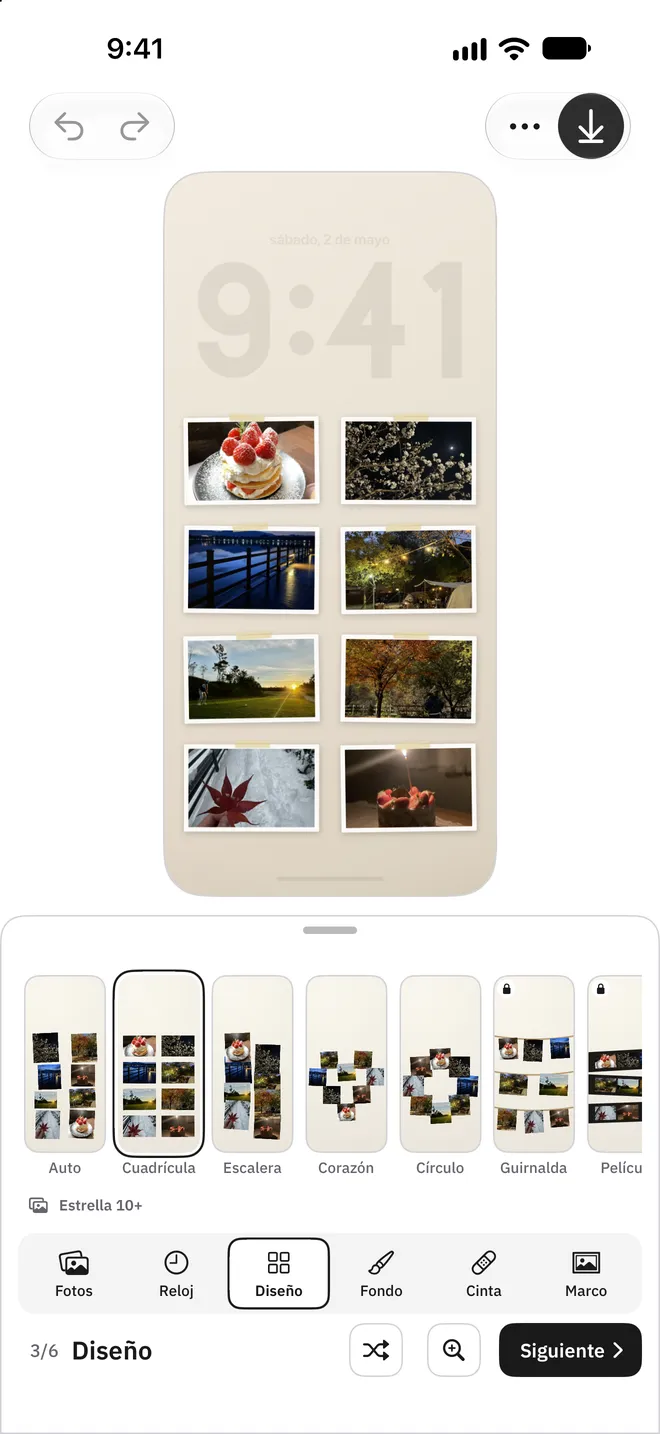 9:41
sábado, 2 de mayo
9:41
Auto
Cuadrícula
Escalera
Corazón
Círculo
Guirnalda
Pelícu
Estrella 10+
Fotos
Reloj
Diseño
Fondo
Cinta
Marco
3/6 Diseño
Siguiente